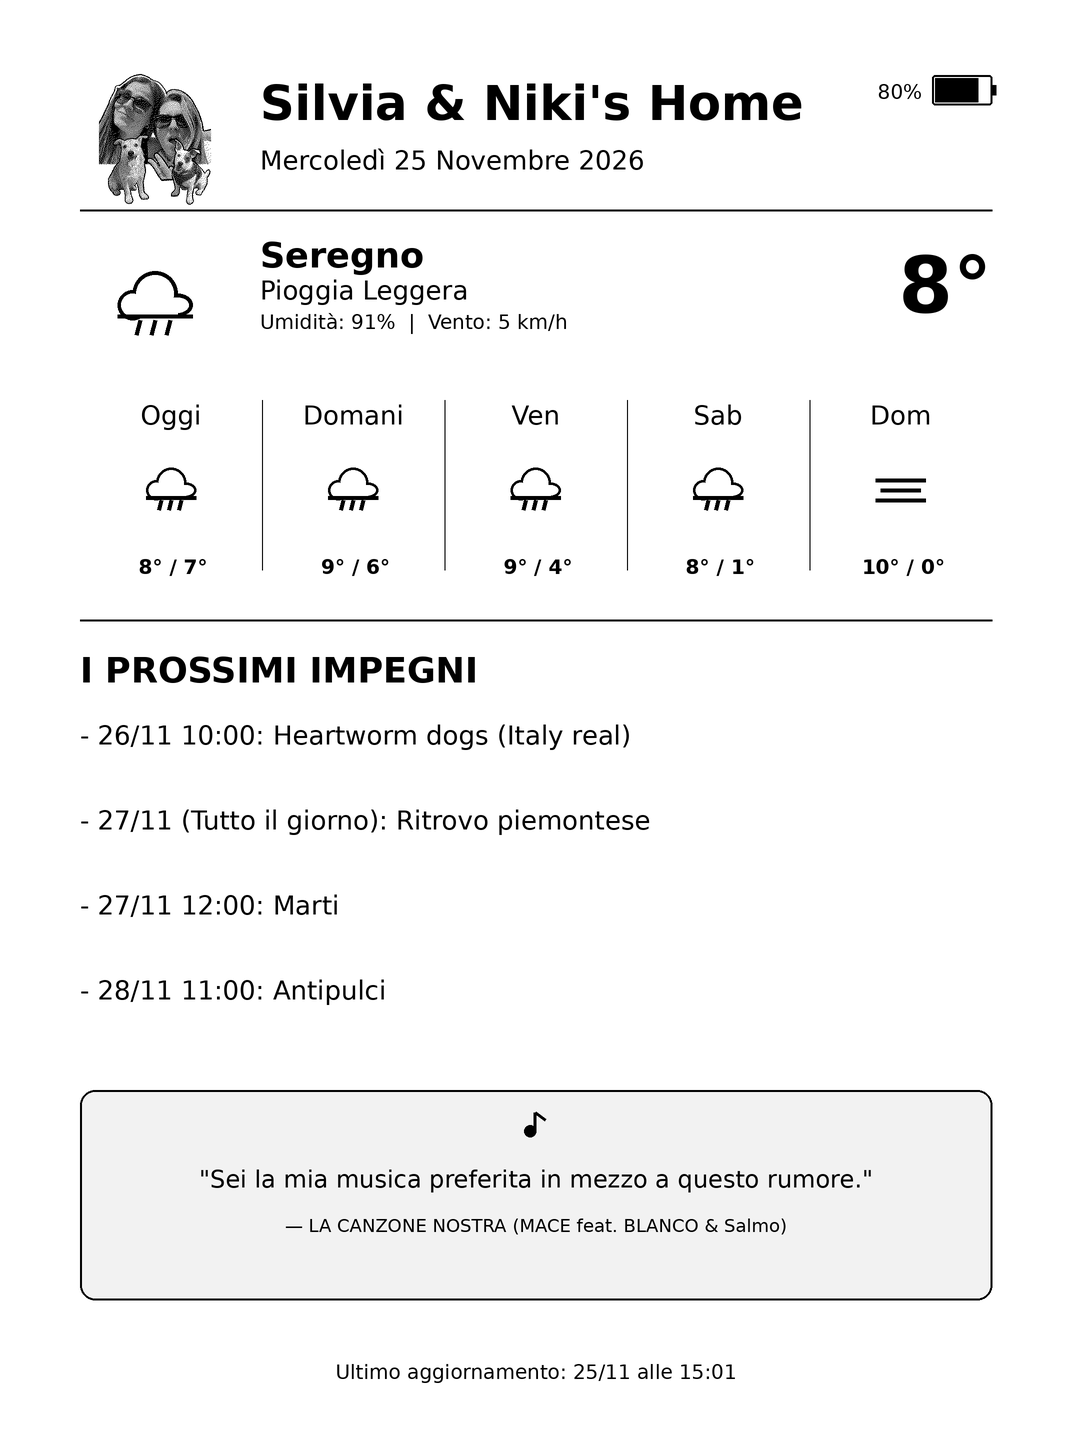 Silvia & Niki's Home
80%
Mercoledì 25 Novembre 2026
Seregno
Pioggia Leggera
Umidità: 91% | Vento: 5 km/h
8°
Oggi
Domani
Ven
Sab
Dom
8° / 7°
9° / 6°
9° / 4°
8° / 1°
10° / 0°
I PROSSIMI IMPEGNI
- 26/11 10:00: Heartworm dogs (Italy real)
- 27/11 (Tutto il giorno): Ritrovo piemontese
- 27/11 12:00: Marti
- 28/11 11:00: Antipulci
"Sei la mia musica preferita in mezzo a questo rumore."
— LA CANZONE NOSTRA (MACE feat. BLANCO & Salmo)
Ultimo aggiornamento: 25/11 alle 15:01